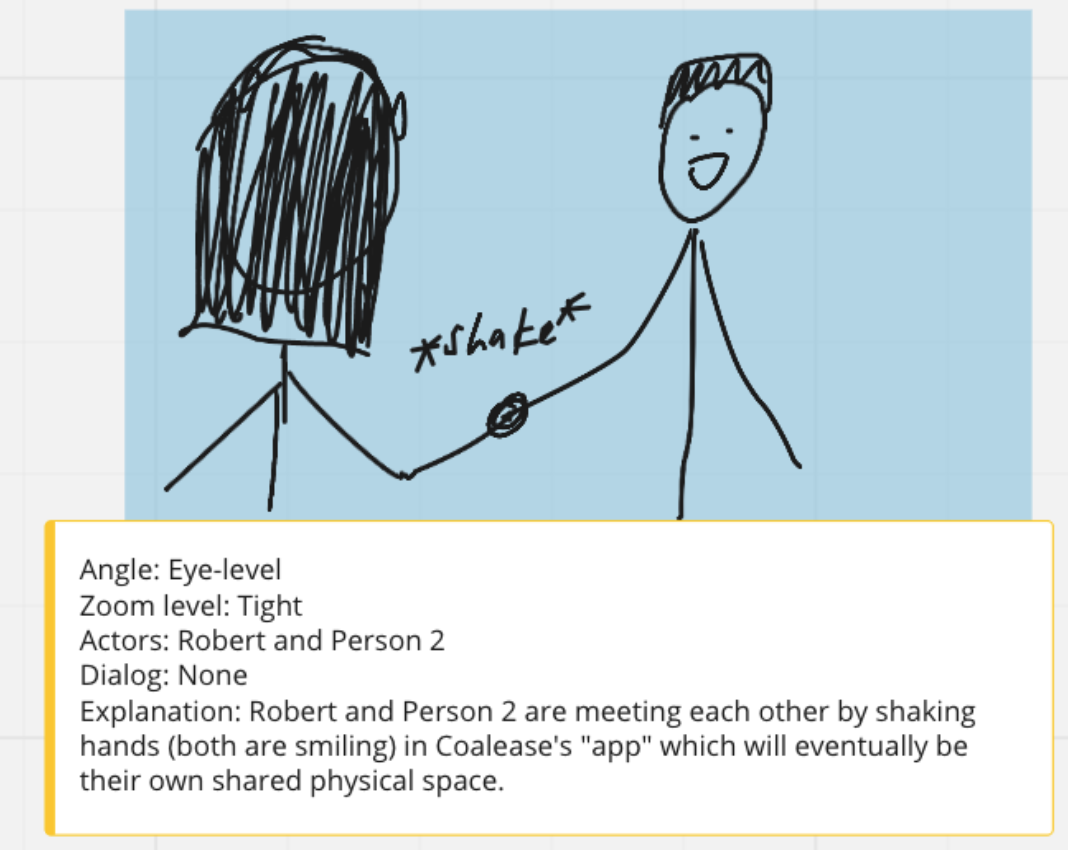 *shake*
Angle: Eye-level
Zoom level: Tight
Actors: Robert and Person 2
Dialog: None
Explanation: Robert and Person 2 are meeting each other by shaking
hands (both are smiling) in Coalease's "app" which will eventually be
their own shared physical space.